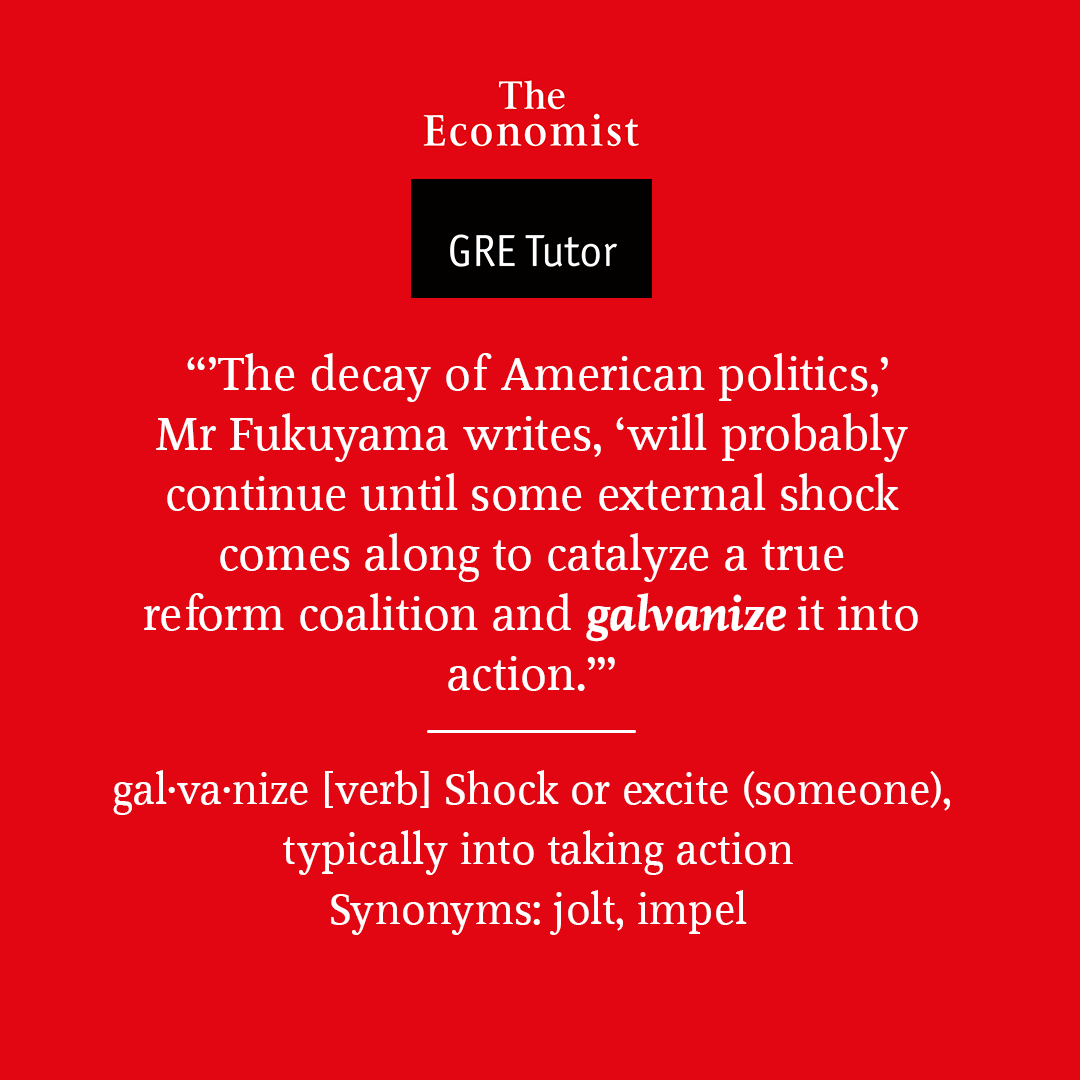 The
Economist
GRE Tutor
“’The decay of American politics,’
Mr Fukuyama writes, ‘will probably
continue until some external shock
comes along to catalyze a true
reform coalition and galvanize it into
action.”’”
gal·va·nize [verb] Shock or excite (someone),
typically into taking action
Synonyms: jolt, impel